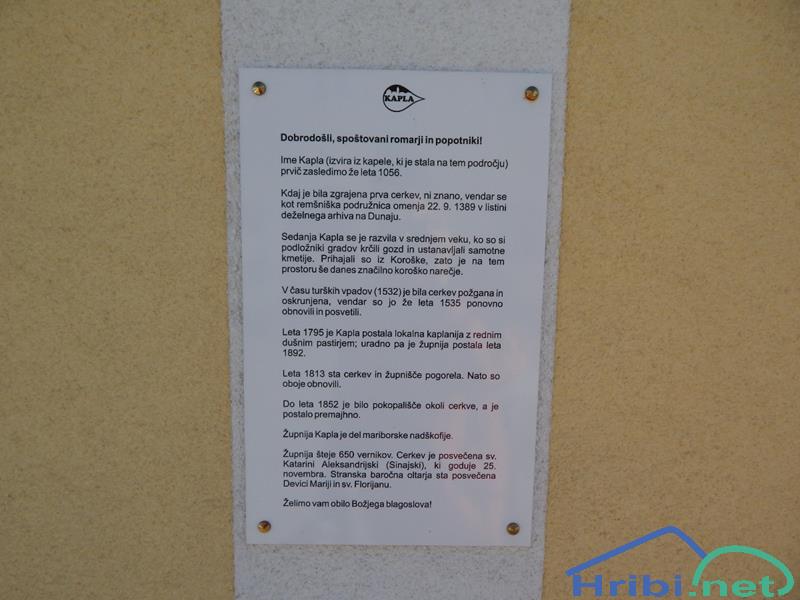 KAPLA
Dobrodošli, spoštovani romarji in popotniki!
Ime Kapla (izvira iz kapele, ki je stala na tem področju)
prvič zasledimo že leta 1056.
Kdaj je bila zgrajena prva cerkev, ni znano, vendar se
kot remšniška podružnica omenja 22. 9. 1389 v listini
deželnega arhiva na Dunaju.
Sedanja Kapla se je razvila v srednjem veku, ko so si
podložniki gradov krčili gozd in ustanavljali samotne
kmetije. Prihajali so iz Koroške, zato je na tem
prostoru še danes značilno koroško narečje.
V času turških vpadov (1532) je bila cerkev požgana in
oskrunjena, vendar so jo že leta 1535 ponovno
obnovili in posvetili.
Leta 1795 je Kapla postala lokalna kaplanija z rednim
dušnim pastirjem; uradno pa je župnija postala leta
1892.
Leta 1813 sta cerkev in župnišče pogorela. Nato so
oboje obnovili.
Do leta 1852 je bilo pokopališče okoli cerkve, a je
postalo premajhno.
Župnija Kapla je del mariborske nadškofije.
Župnija šteje 650 vernikov. Cerkev je posvečena sv.
Katarini Aleksandrijski (Sinajski), ki goduje 25.
novembra. Stranska baročna oltarja sta posvečena
Devici Mariji in sv. Florijanu.
Želimo vam obilo Božjega blagoslova!
Hribi.net